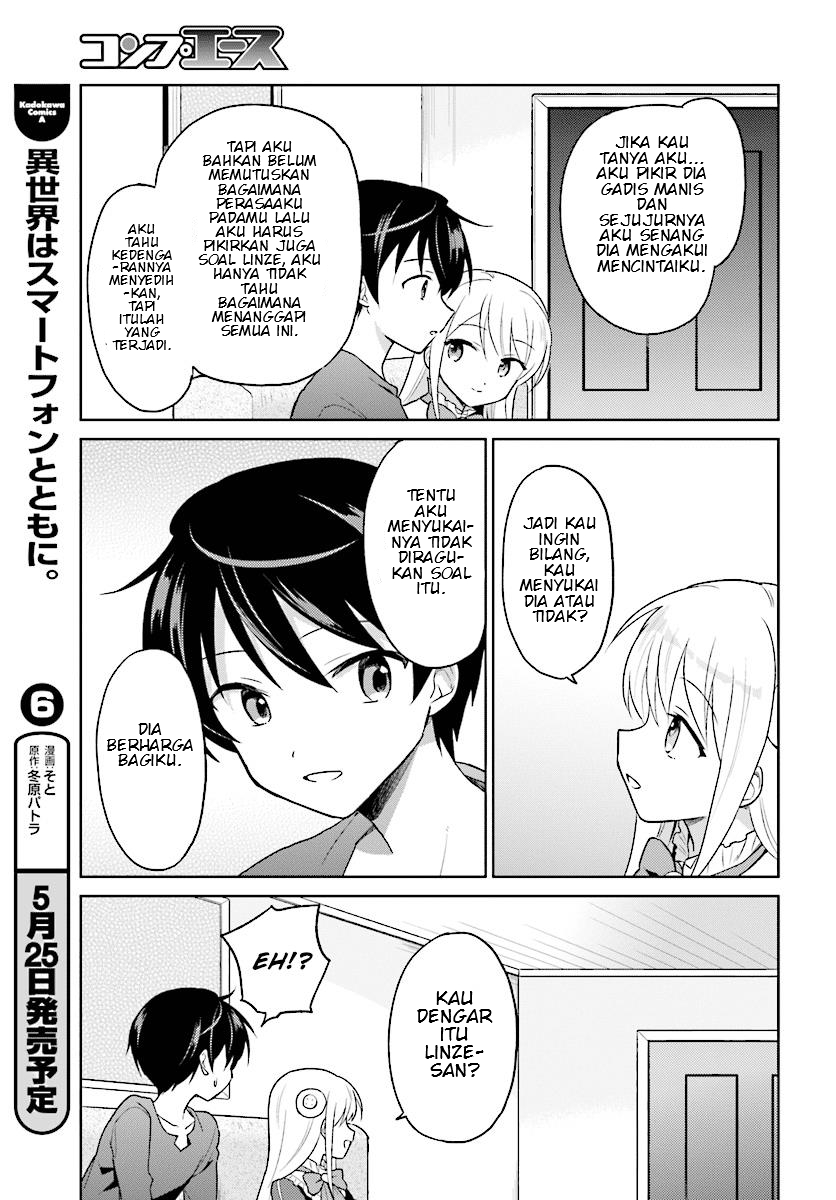 コンプ・エース
Kadokawa
Comics
A
異世界はスマートフォンとともに。
6
漫画：そと
原作：冬原パトラ
5月25日発売予定
JIKA KAU
TANYA AKU...
AKU PIKIR DIA
GADIS MANIS
DAN
SEJUJURNYA
AKU SENANG
DIA MENGAKUI
MENCINTAIKU.
TAPI AKU
BAHKAN BELUM
MEMUTUSKAN
BAGAIMANA
PERASAAKU
PADAMU LALU
AKU HARUS
PIKIRKAN JUGA
SOAL LINZE, AKU
HANYA TIDAK
TAHU
BAGAIMANA
MENANGGAPI
SEMUA INI.
AKU
TAHU
KEDENGA
-RANNYA
MENYEDIH
-KAN,
TAPI
ITULAH
YANG
TERJADI.
JADI KAU
INGIN
BILANG,
KAU
MENYUKAI
DIA ATAU
TIDAK?
TENTU
AKU
MENYUKAI-
NYA TIDAK
DIRAGU-
KAN SOAL
ITU.
DIA
BERHARGA
BAGIKU.
KAU
DENGAR
ITU
LINZE-
SAN?
EH!?